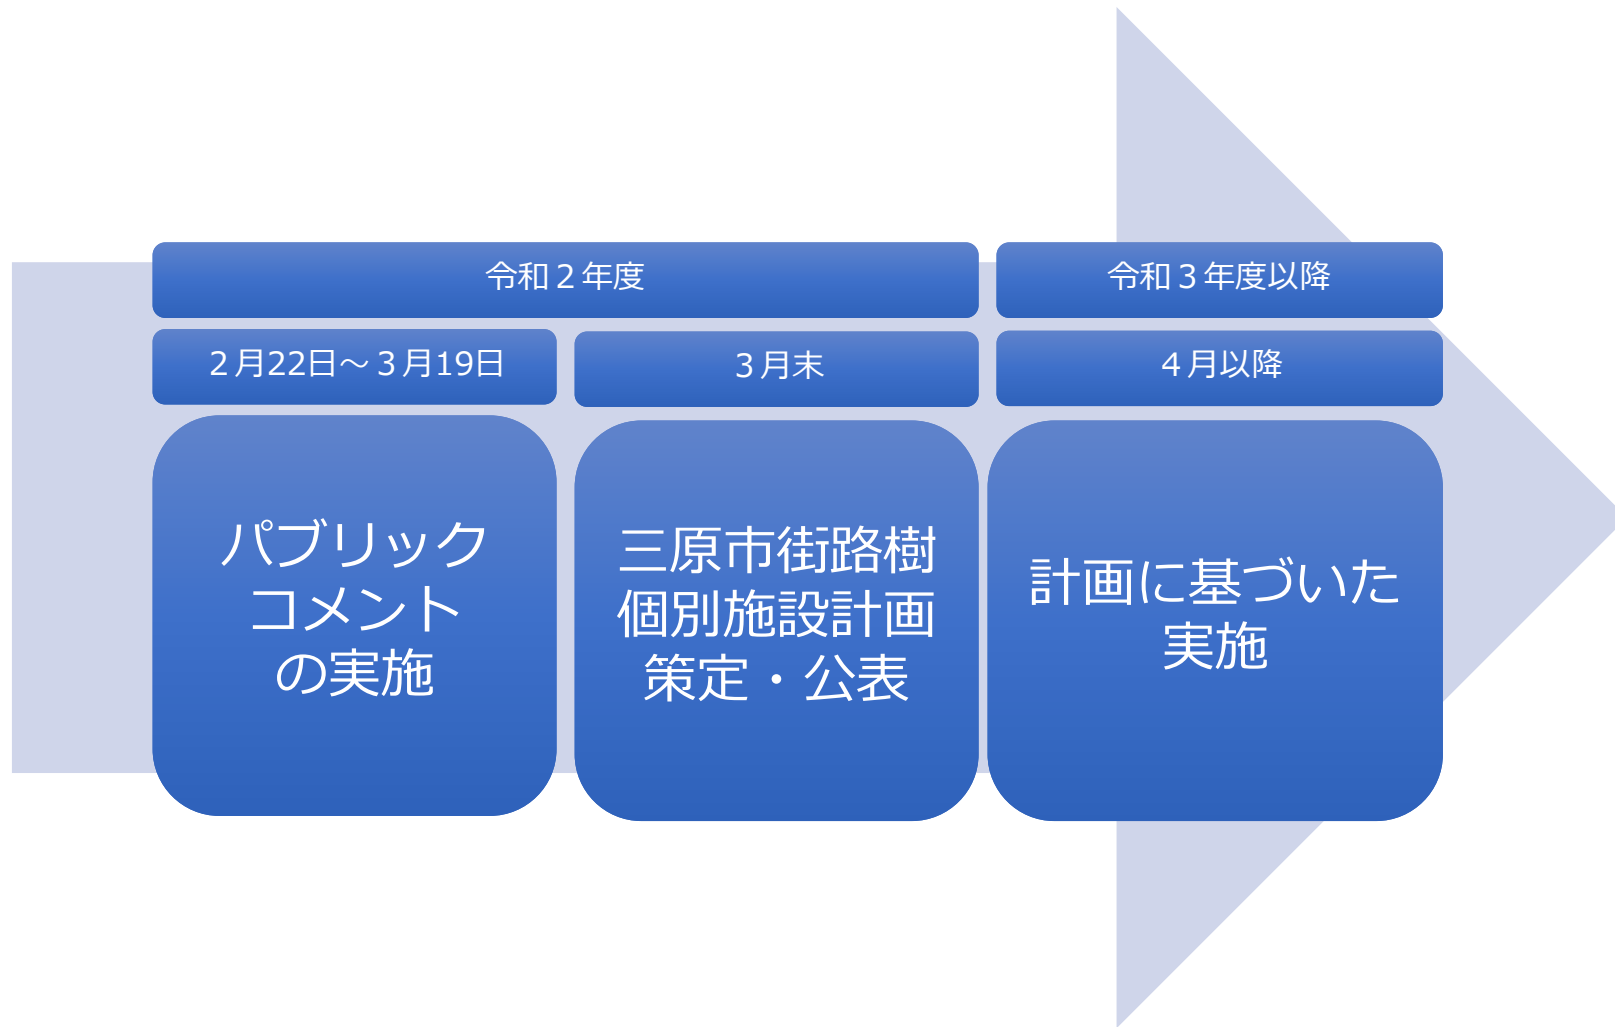 令和２年度
令和３年度以降
２月22日～３月19日
３月末
４月以降
パブリック
コメント
の実施
三原市街路樹
個別施設計画
策定・公表
計画に基づいた
実施